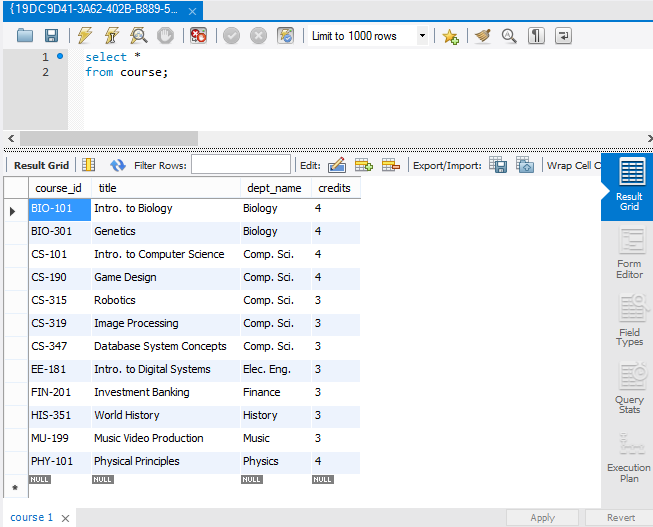 {19DC9D41-3A62-402B-B889-5...
Limit to 1000 rows
1 select *
2 from course;
Result Grid Filter Rows: Edit: Export/Import: Wrap Cell C
course_id title dept_name credits
BIO-101 Intro. to Biology Biology 4
BIO-301 Genetics Biology 4
CS-101 Intro. to Computer Science Comp. Sci. 4
CS-190 Game Design Comp. Sci. 4
CS-315 Robotics Comp. Sci. 3
CS-319 Image Processing Comp. Sci. 3
CS-347 Database System Concepts Comp. Sci. 3
EE-181 Intro. to Digital Systems Elec. Eng. 3
FIN-201 Investment Banking Finance 3
HIS-351 World History History 3
MU-199 Music Video Production Music 3
PHY-101 Physical Principles Physics 4
NULL NULL NULL NULL
Result
Grid
Form
Editor
Field
Types
Query
Stats
Execution
Plan
course 1
Apply Revert